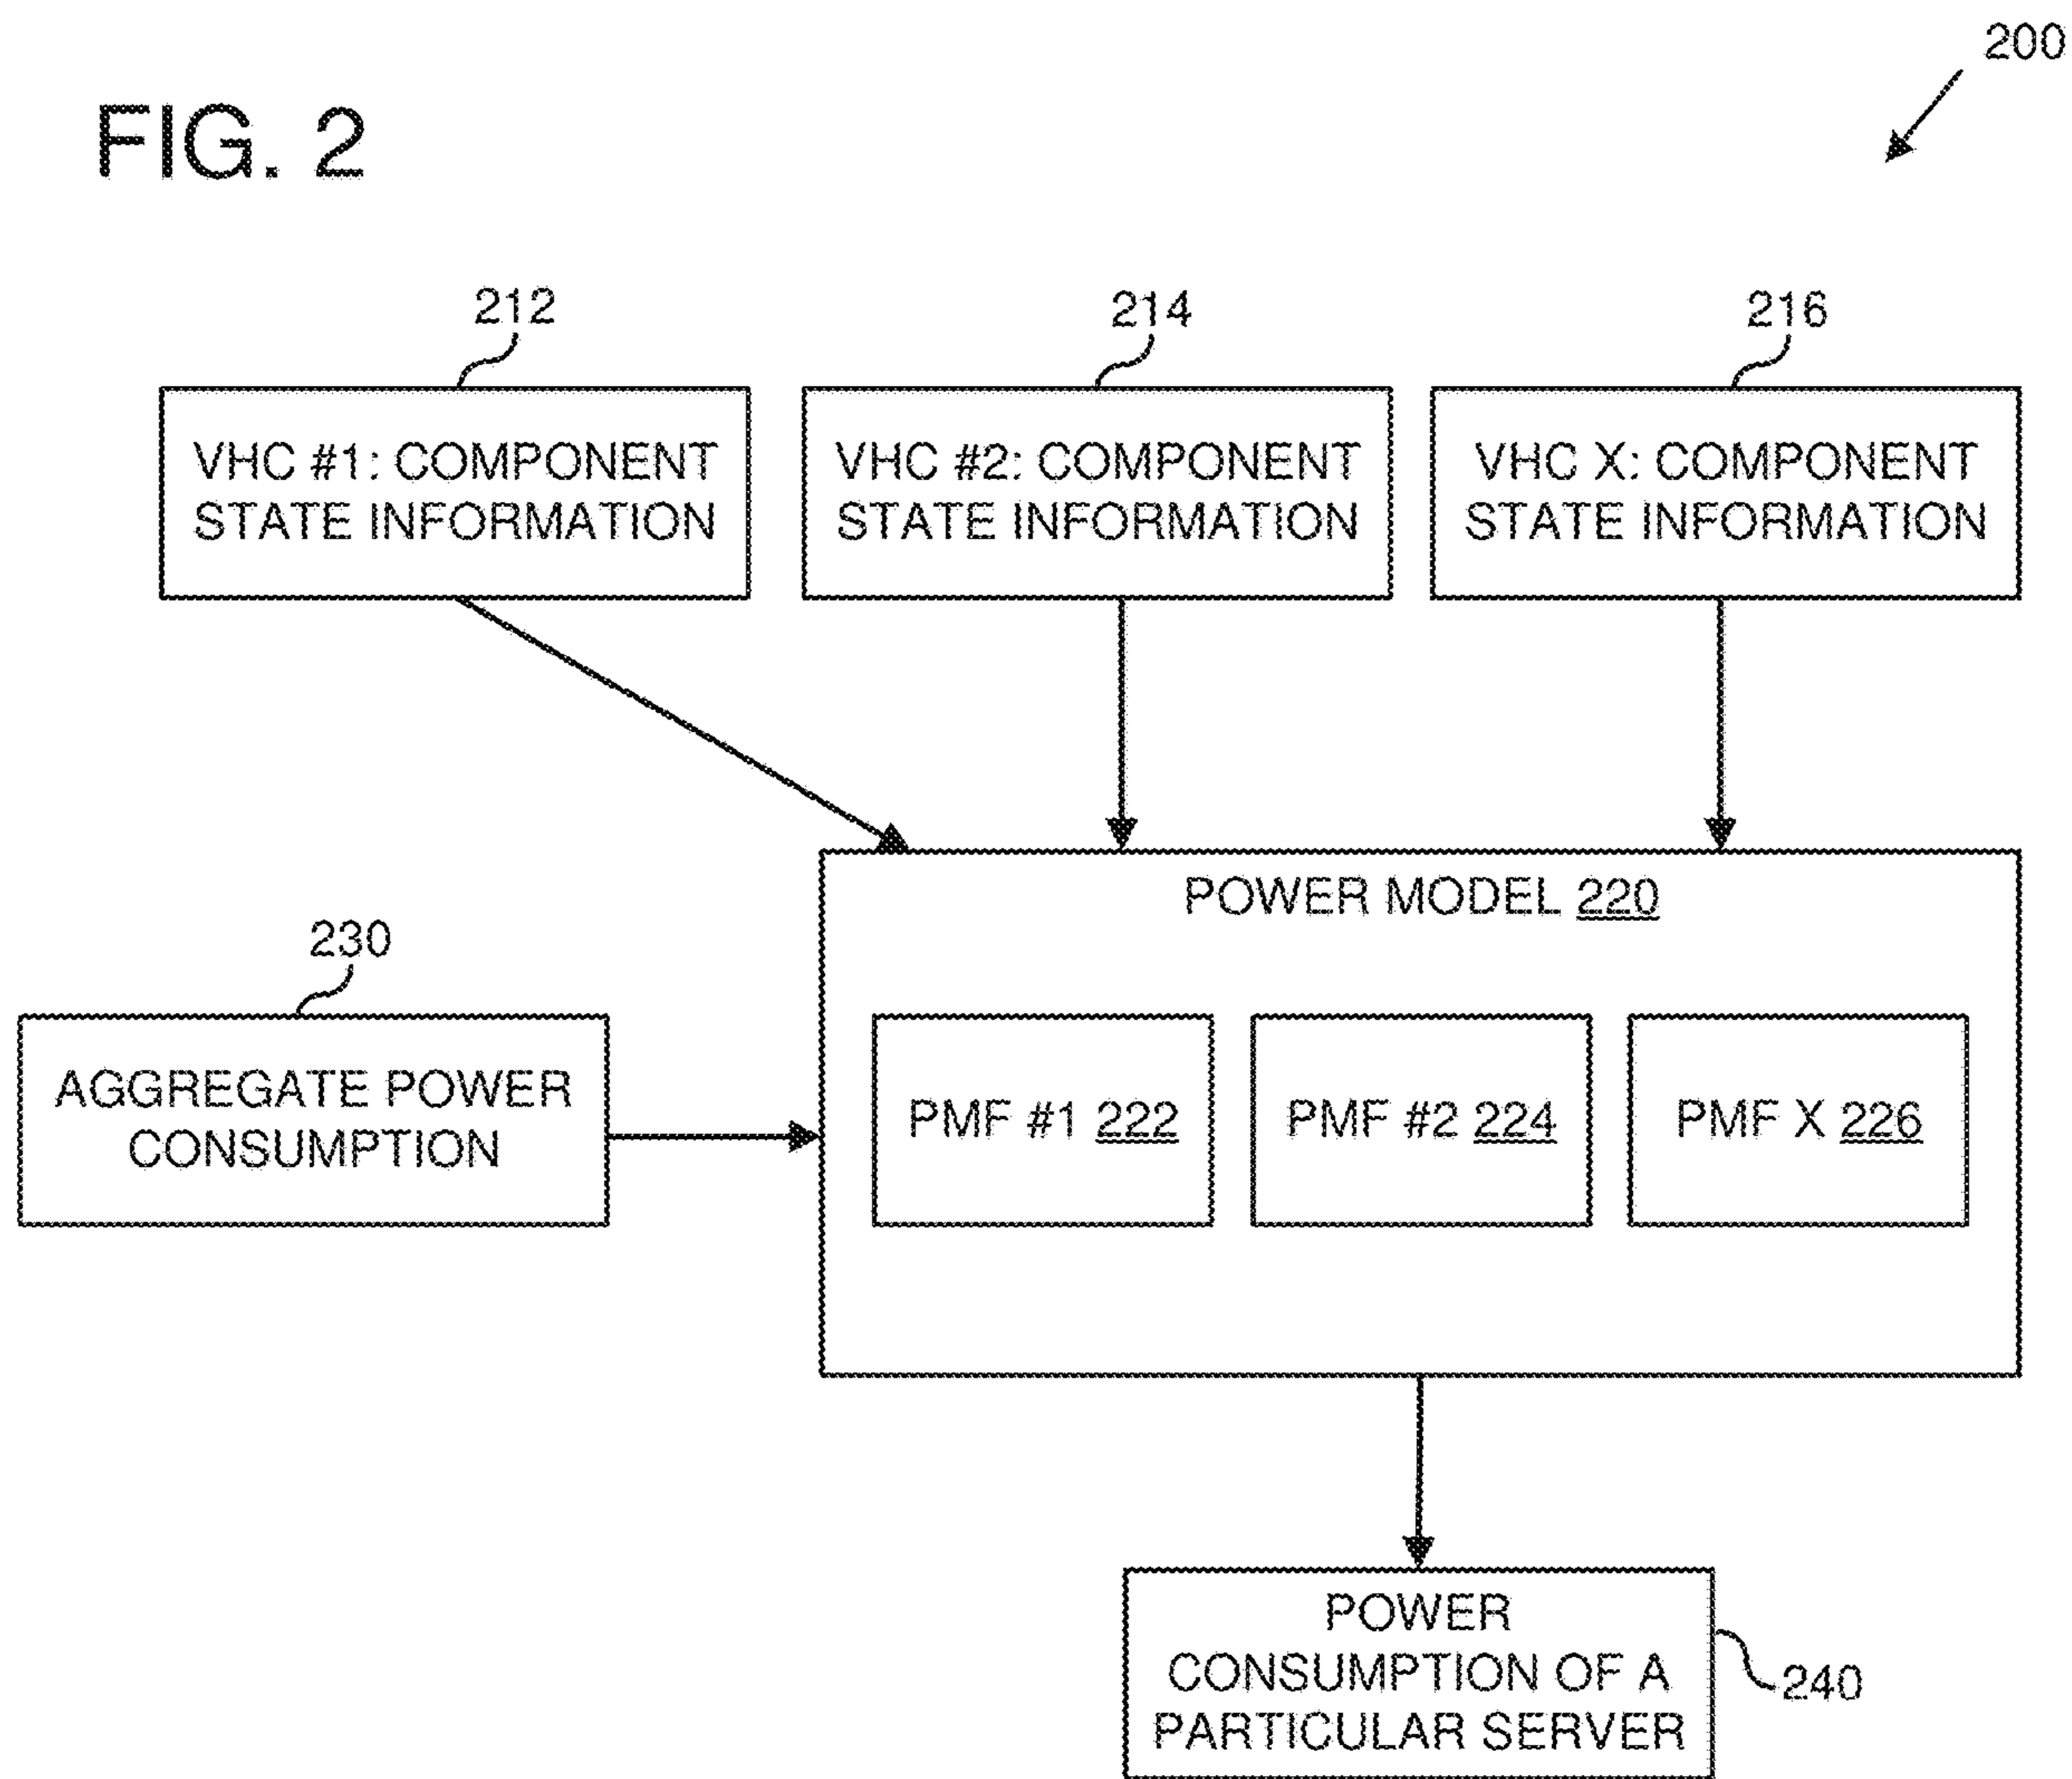 200
FIG. 2
212
214
216
VHC #1: COMPONENT
STATE INFORMATION
VHC #2: COMPONENT
STATE INFORMATION
VHC X: COMPONENT
STATE INFORMATION
POWER MODEL 220
230
AGGREGATE POWER
CONSUMPTION
PMF #1 222
PMF #2 224
PMF X 226
POWER
CONSUMPTION OF A
PARTICULAR SERVER
240